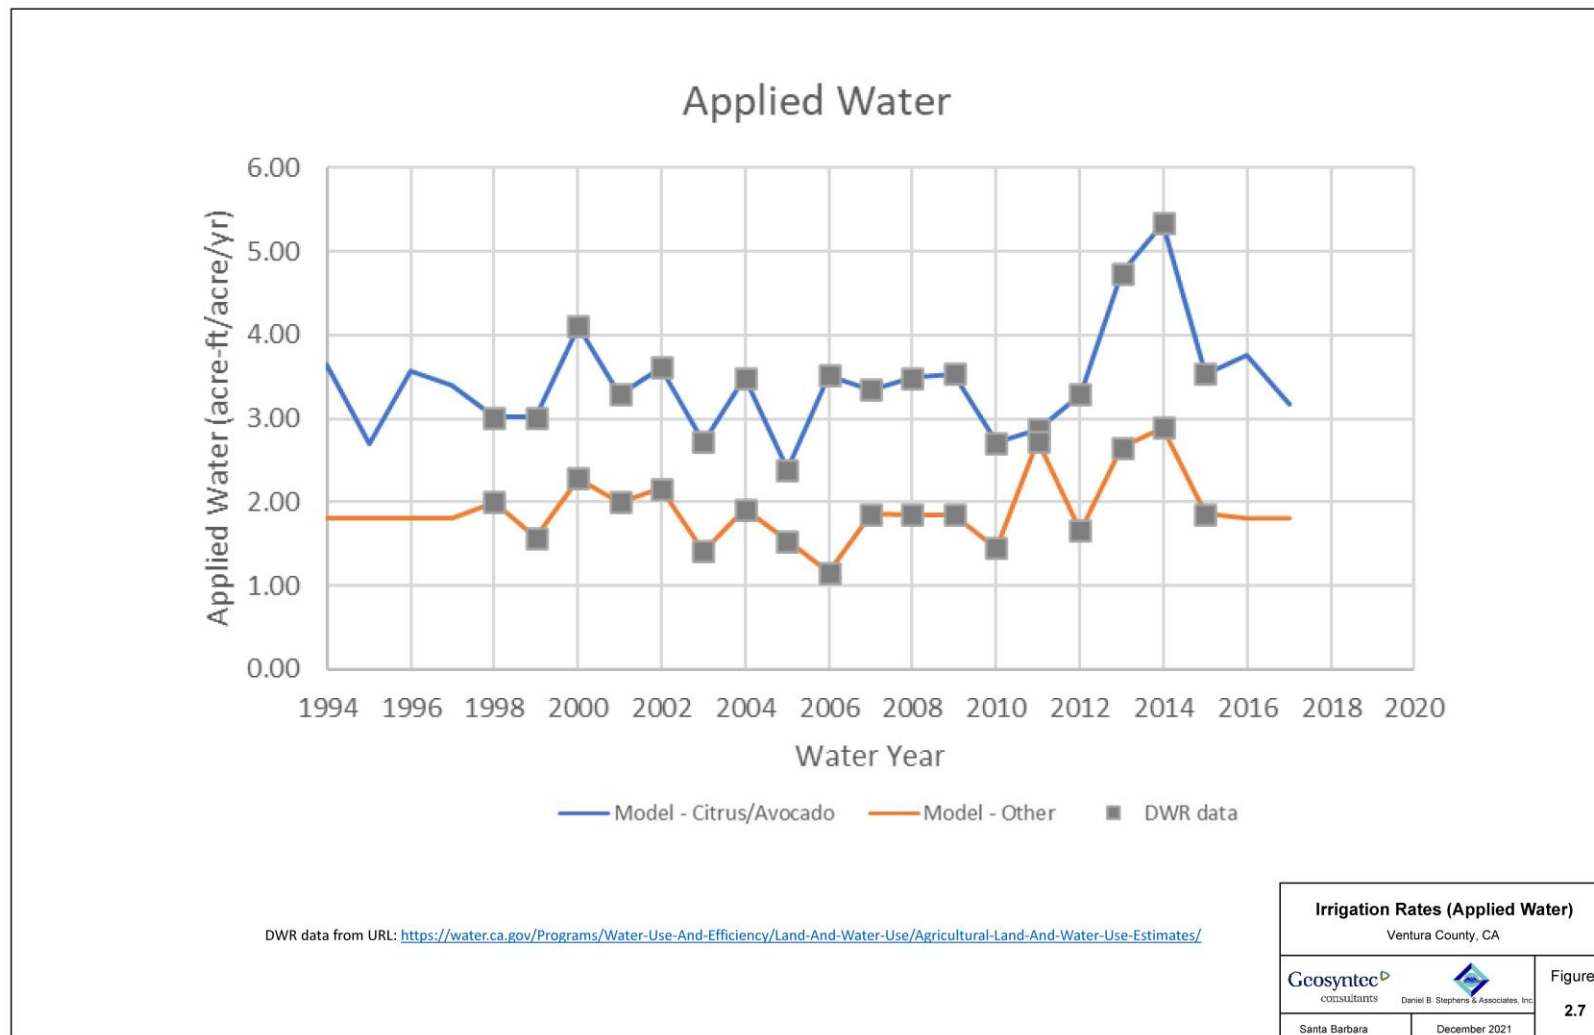 Applied Water
6.00
5.00
4.00
3.00
2.00
1.00
0.00
Applied Water (acre-ft/acre/yr)
1994 1996 1998 2000 2002 2004 2006 2008 2010 2012 2014 2016 2018 2020
Water Year
Model - Citrus/Avocado Model - Other DWR data
DWR data from URL: https://water.ca.gov/Programs/Water-Use-And-Efficiency/Land-And-Water-Use/Agricultural-Land-And-Water-Use-Estimates/
Irrigation Rates (Applied Water)
Ventura County, CA
Geosyntec
consultants
Daniel B. Stephens & Associates, Inc.
Figure
2.7
Santa Barbara December 2021